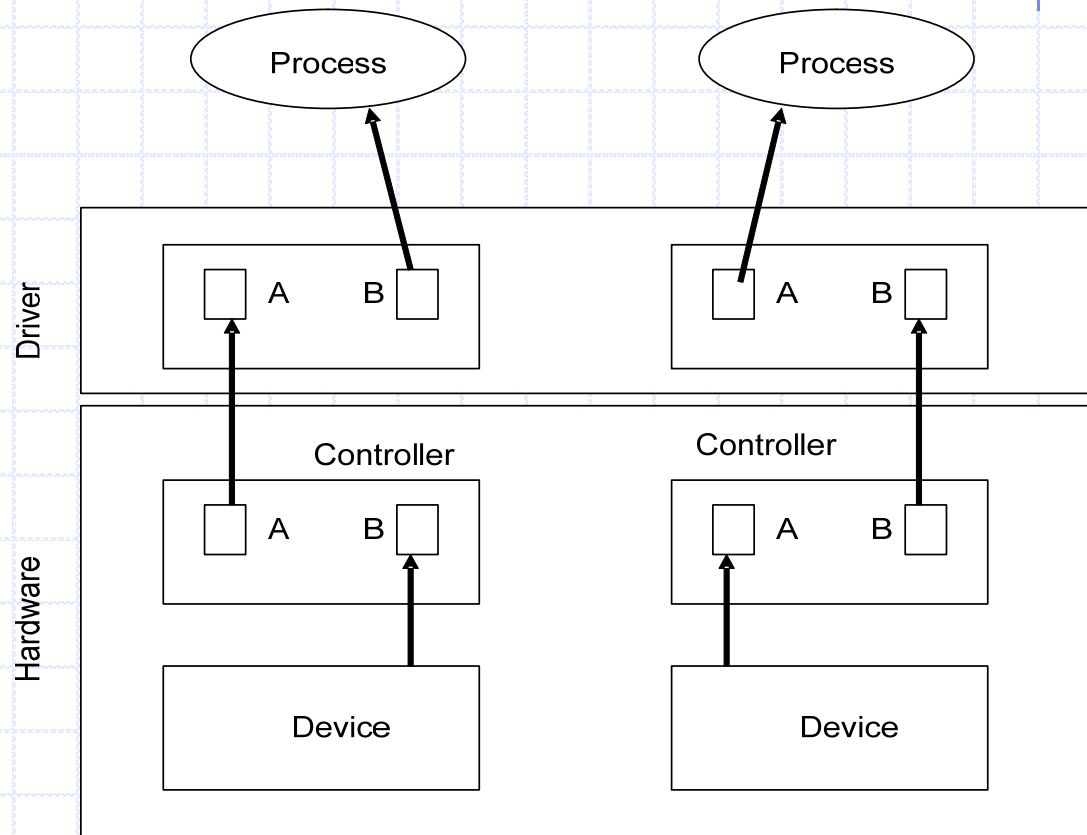 Process
Process
Driver
A
B
A
B
Hardware
Controller
Controller
A
B
A
B
Device
Device